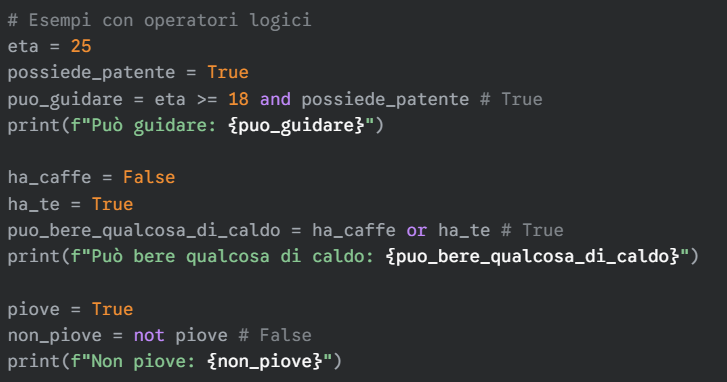 # Esempi con operatori logici
eta = 25
possiede_patente = True
puo_guidare = eta >= 18 and possiede_patente # True
print(f"Può guidare: {puo_guidare}")

ha_caffe = False
ha_te = True
puo_bere_qualcosa_di_caldo = ha_caffe or ha_te # True
print(f"Può bere qualcosa di caldo: {puo_bere_qualcosa_di_caldo}")

piove = True
non_piove = not piove # False
print(f"Non piove: {non_piove}")